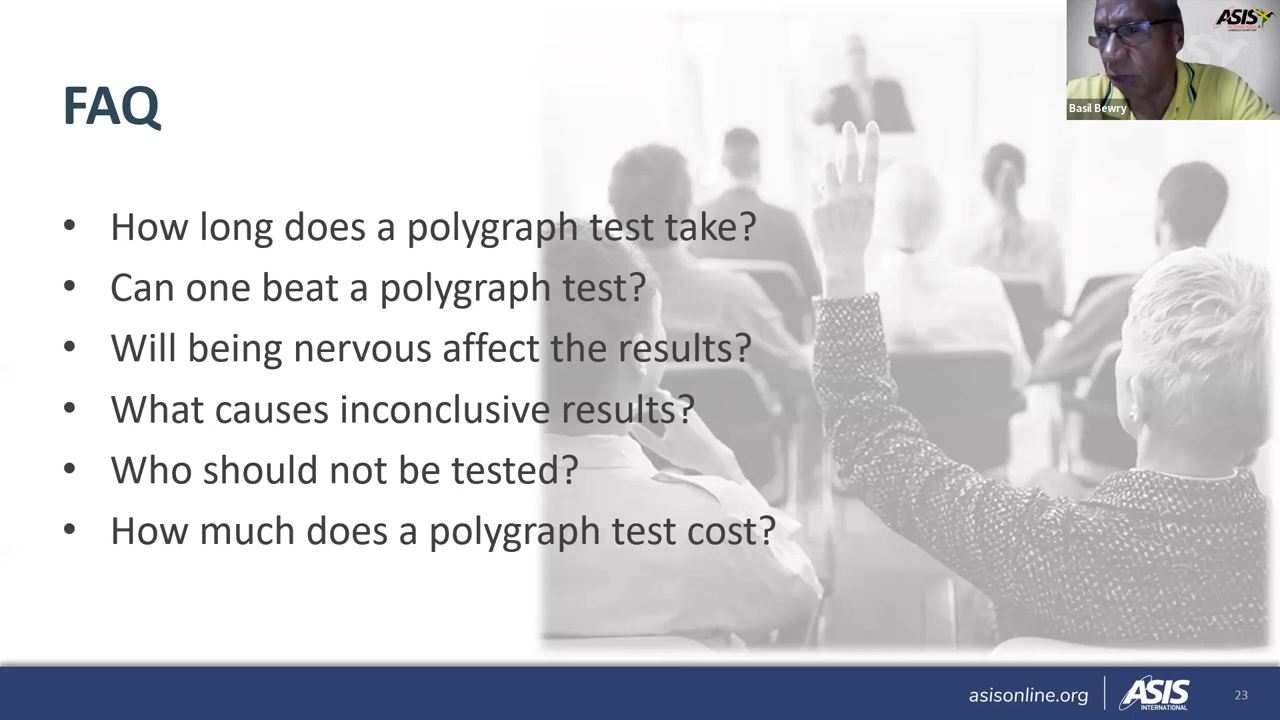 ASIS
INTERNATIONAL
Basil Bewry
FAQ
• How long does a polygraph test take?
• Can one beat a polygraph test?
• Will being nervous affect the results?
• What causes inconclusive results?
• Who should not be tested?
• How much does a polygraph test cost?
asisonline.org
ASIS
INTERNATIONAL
23